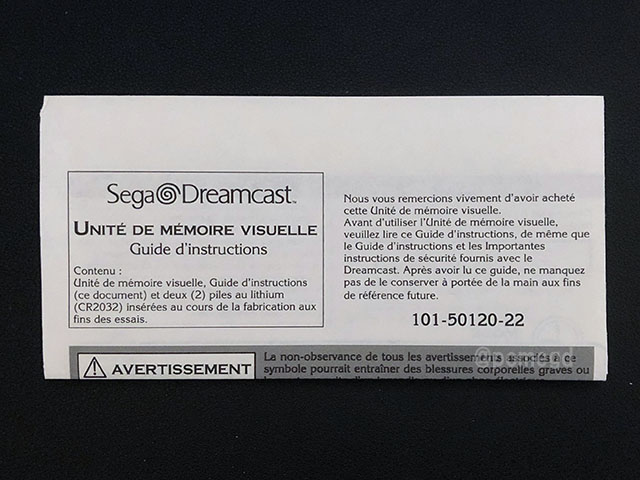 Sega Dreamcast™
UNITÉ DE MÉMOIRE VISUELLE
Guide d'instructions
Contenu :
Unité de mémoire visuelle, Guide d'instructions
(ce document) et deux (2) piles au lithium
(CR2032) insérées au cours de la fabrication aux
fins des essais.
Nous vous remercions vivement d'avoir acheté
cette Unité de mémoire visuelle.
Avant d'utiliser l'Unité de mémoire visuelle,
veuillez lire ce Guide d'instructions, de même que
le Guide d'instructions et les Importantes
instructions de sécurité fournis avec le
Dreamcast. Après avoir lu ce guide, ne manquez
pas de le conserver à portée de la main aux fins
de référence future.
101-50120-22
AVERTISSEMENT
La non-observance de tous les avertissements associés à ce
symbole pourrait entraîner des blessures corporelles graves ou